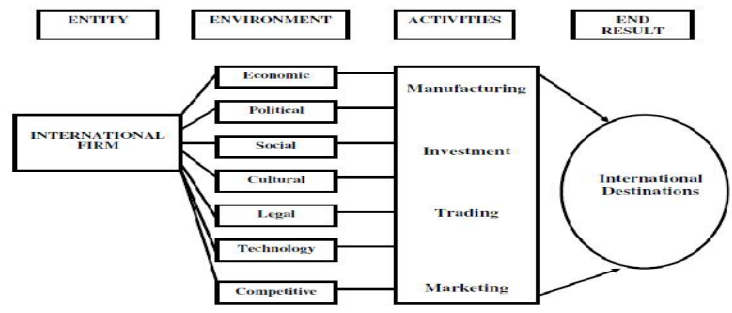 ENTITY
ENVIRONMENT
ACTIVITIES
END
RESULT
INTERNATIONAL
FIRM
Economic
Political
Social
Cultural
Legal
Technology
Competitive
Manufacturing
Investment
Trading
Marketing
International
Destinations